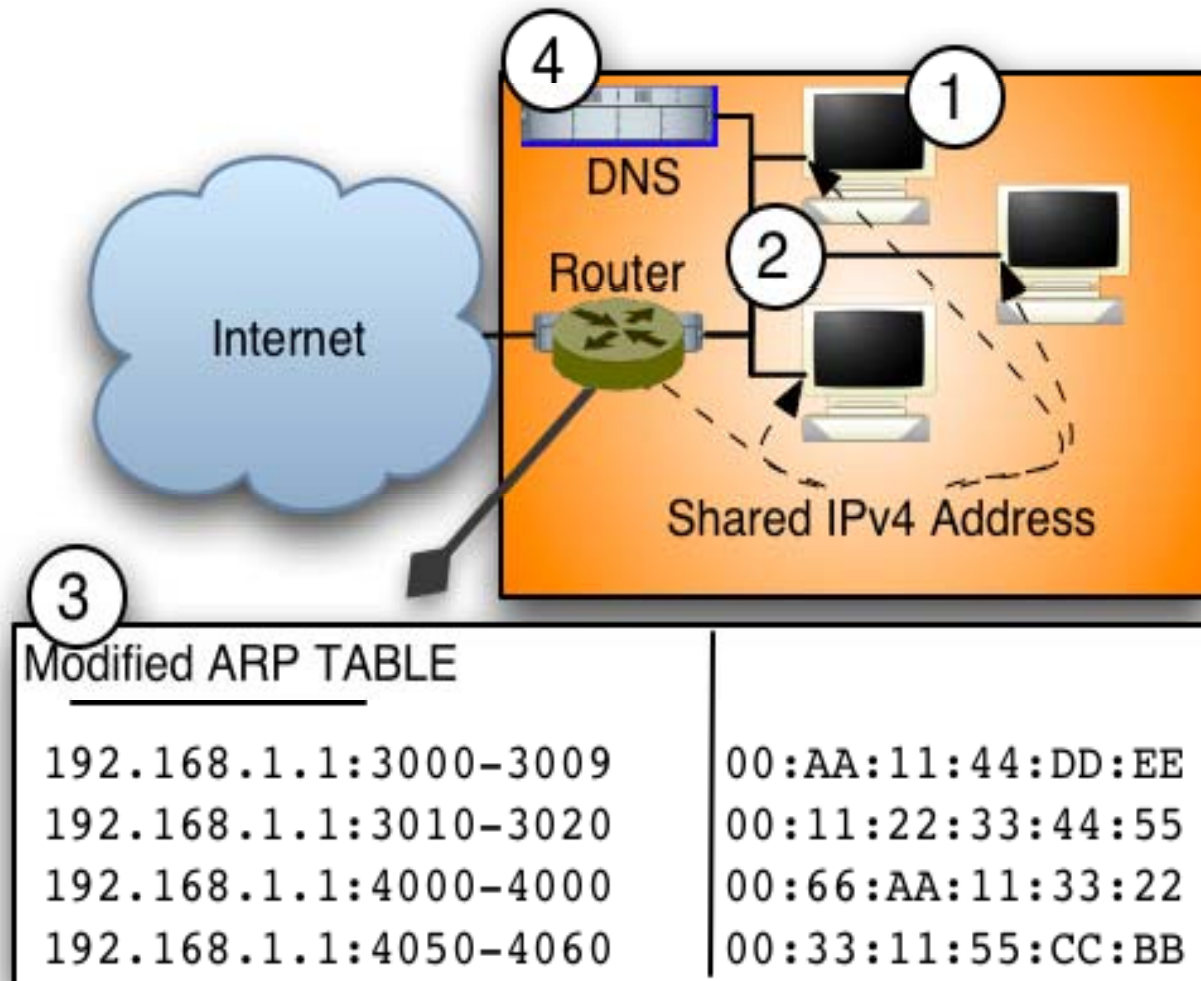 4
1
DNS
2
Router
Internet
Shared IPv4 Address
3
Modified ARP TABLE
192.168.1.1:3000-3009 00:AA:11:44:DD:EE
192.168.1.1:3010-3020 00:11:22:33:44:55
192.168.1.1:4000-4000 00:66:AA:11:33:22
192.168.1.1:4050-4060 00:33:11:55:CC:BB